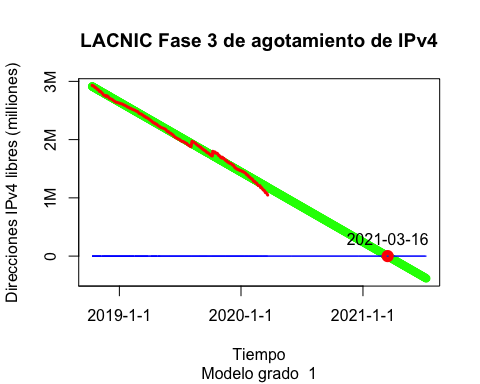 LACNIC Fase 3 de agotamiento de IPv4
Direcciones IPv4 libres (milliones)
3M
2M
1M
0
2021-03-16
2019-1-1
2020-1-1
2021-1-1
Tiempo
Modelo grado 1